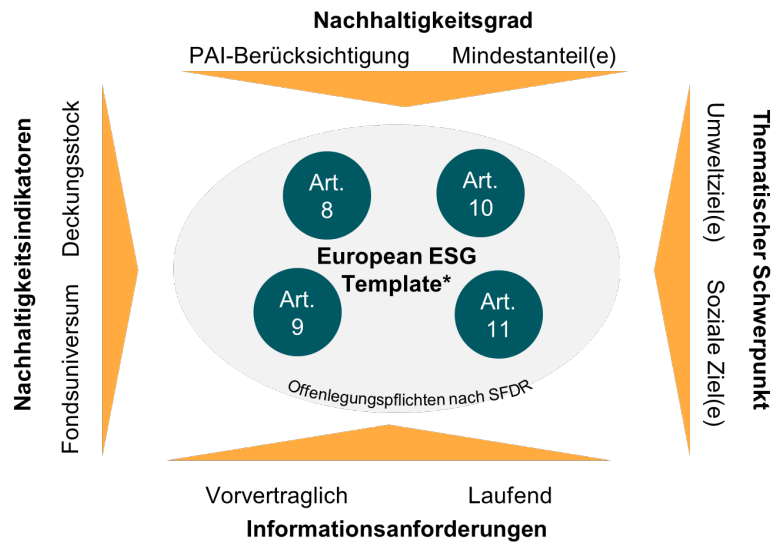 Nachhaltigkeitsgrad
PAI-Berücksichtigung Mindestanteil(e)
Nachhaltigkeitsindikatoren
Fondsuniversum Deckungsstock
Art.
8
Art.
10
European ESG
Template*
Art.
9
Art.
11
Offenlegungspflichten nach SFDR
Umweltziel(e) Soziale Ziel(e)
Thematischer Schwerpunkt
Vorvertraglich Laufend
Informationsanforderungen